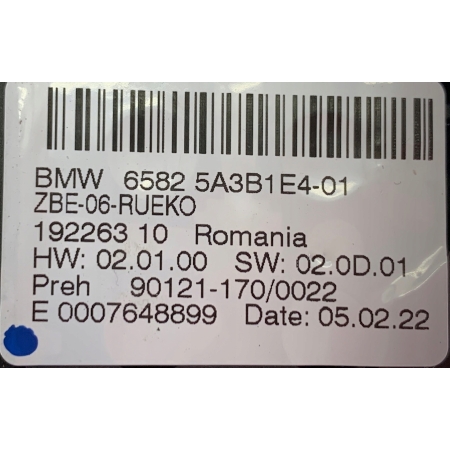 BMW 6582 5A3B1E4-01
ZBE-06-RUEKO
192263 10 Romania
HW: 02.01.00 SW: 02.0D.01
Preh 90121-170/0022
E 0007648899 Date: 05.02.22